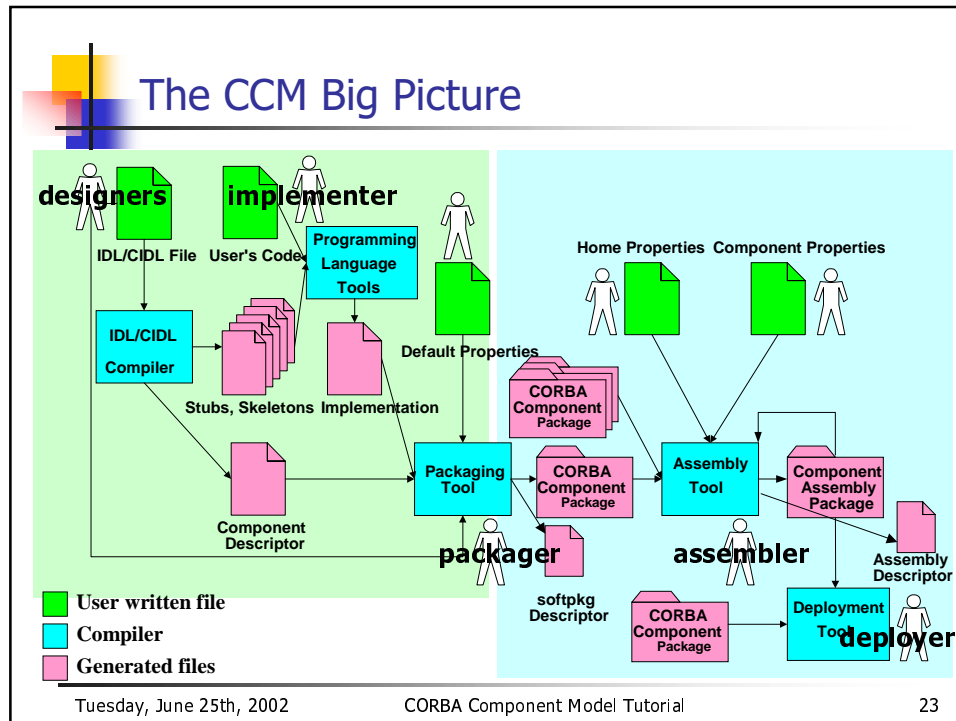 The CCM Big Picture
designers
implementer
IDL/CIDL File
User's Code
Programming
Language
Tools
Home Properties
Component Properties
IDL/CIDL
Compiler
Default Properties
Stubs, Skeletons
Implementation
CORBA
Component
Package
Packaging
Tool
CORBA
Component
Package
Assembly
Tool
Component
Assembly
Package
Component
Descriptor
packager
assembler
Assembly
Descriptor
softpkg
Descriptor
CORBA
Component
Package
Deployment
Tool
deployer
User written file
Compiler
Generated files
Tuesday, June 25th, 2002
CORBA Component Model Tutorial
23